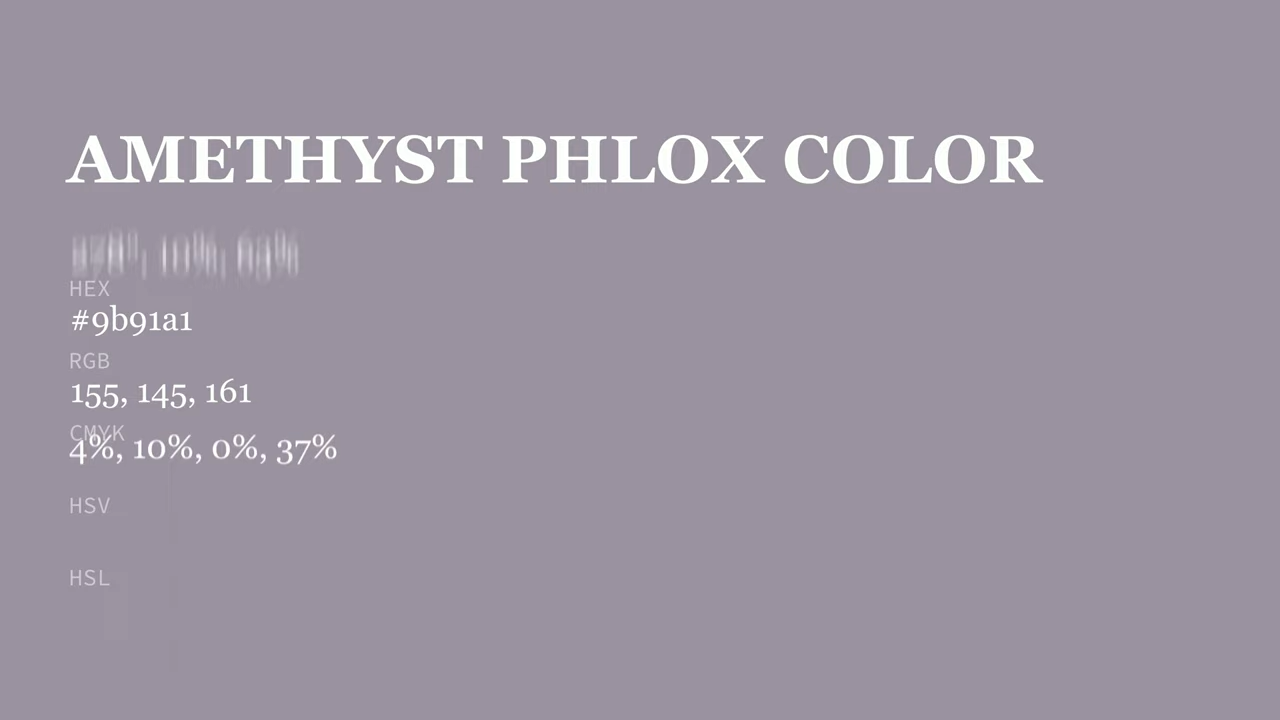 AMETHYST PHLOX COLOR
HEX
#9b91a1
RGB
155, 145, 161
CMYK
4%, 10%, 0%, 37%
HSV
HSL